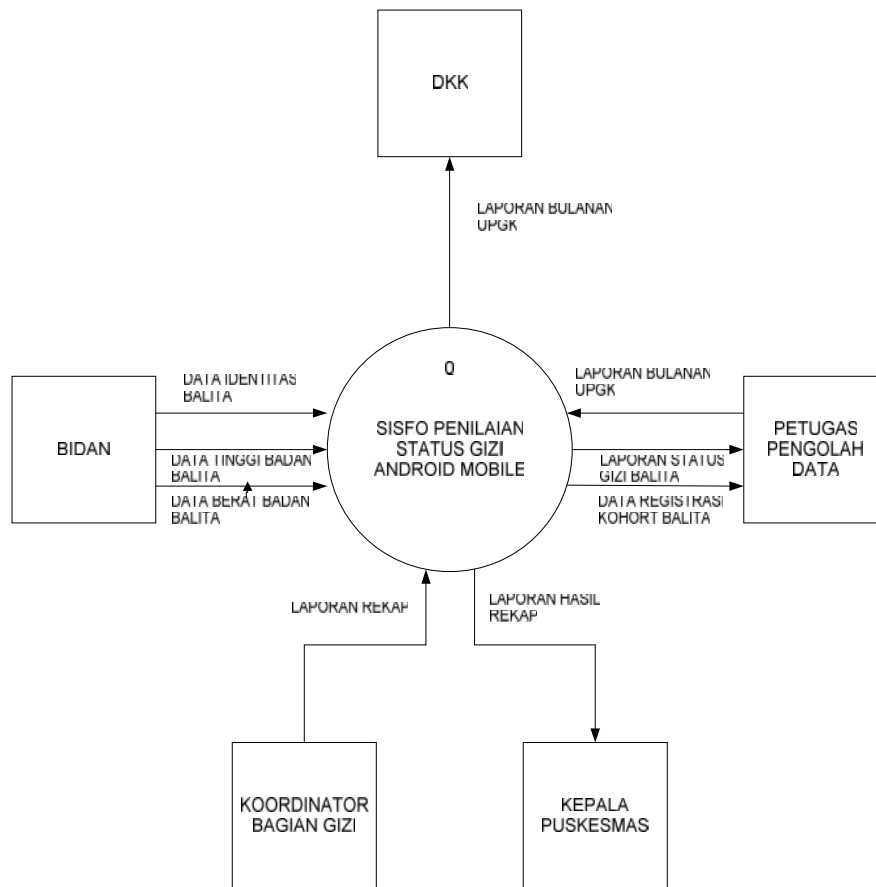 DKK
LAPORAN BULANAN
UPGK
0
SISFO PENILAIAN
STATUS GIZI
ANDROID MOBILE
BIDAN
DATA IDENTITAS
BALITA
DATA TINGGI BADAN
BALITA
DATA BERAT BADAN
BALITA
LAPORAN BULANAN
UPGK
LAPORAN STATUS
GIZI BALITA
DATA REGISTRASI
KOHORT BALITA
PETUGAS
PENGOLAH
DATA
LAPORAN REKAP
LAPORAN HASIL
REKAP
KOORDINATOR
BAGIAN GIZI
KEPALA
PUSKESMAS